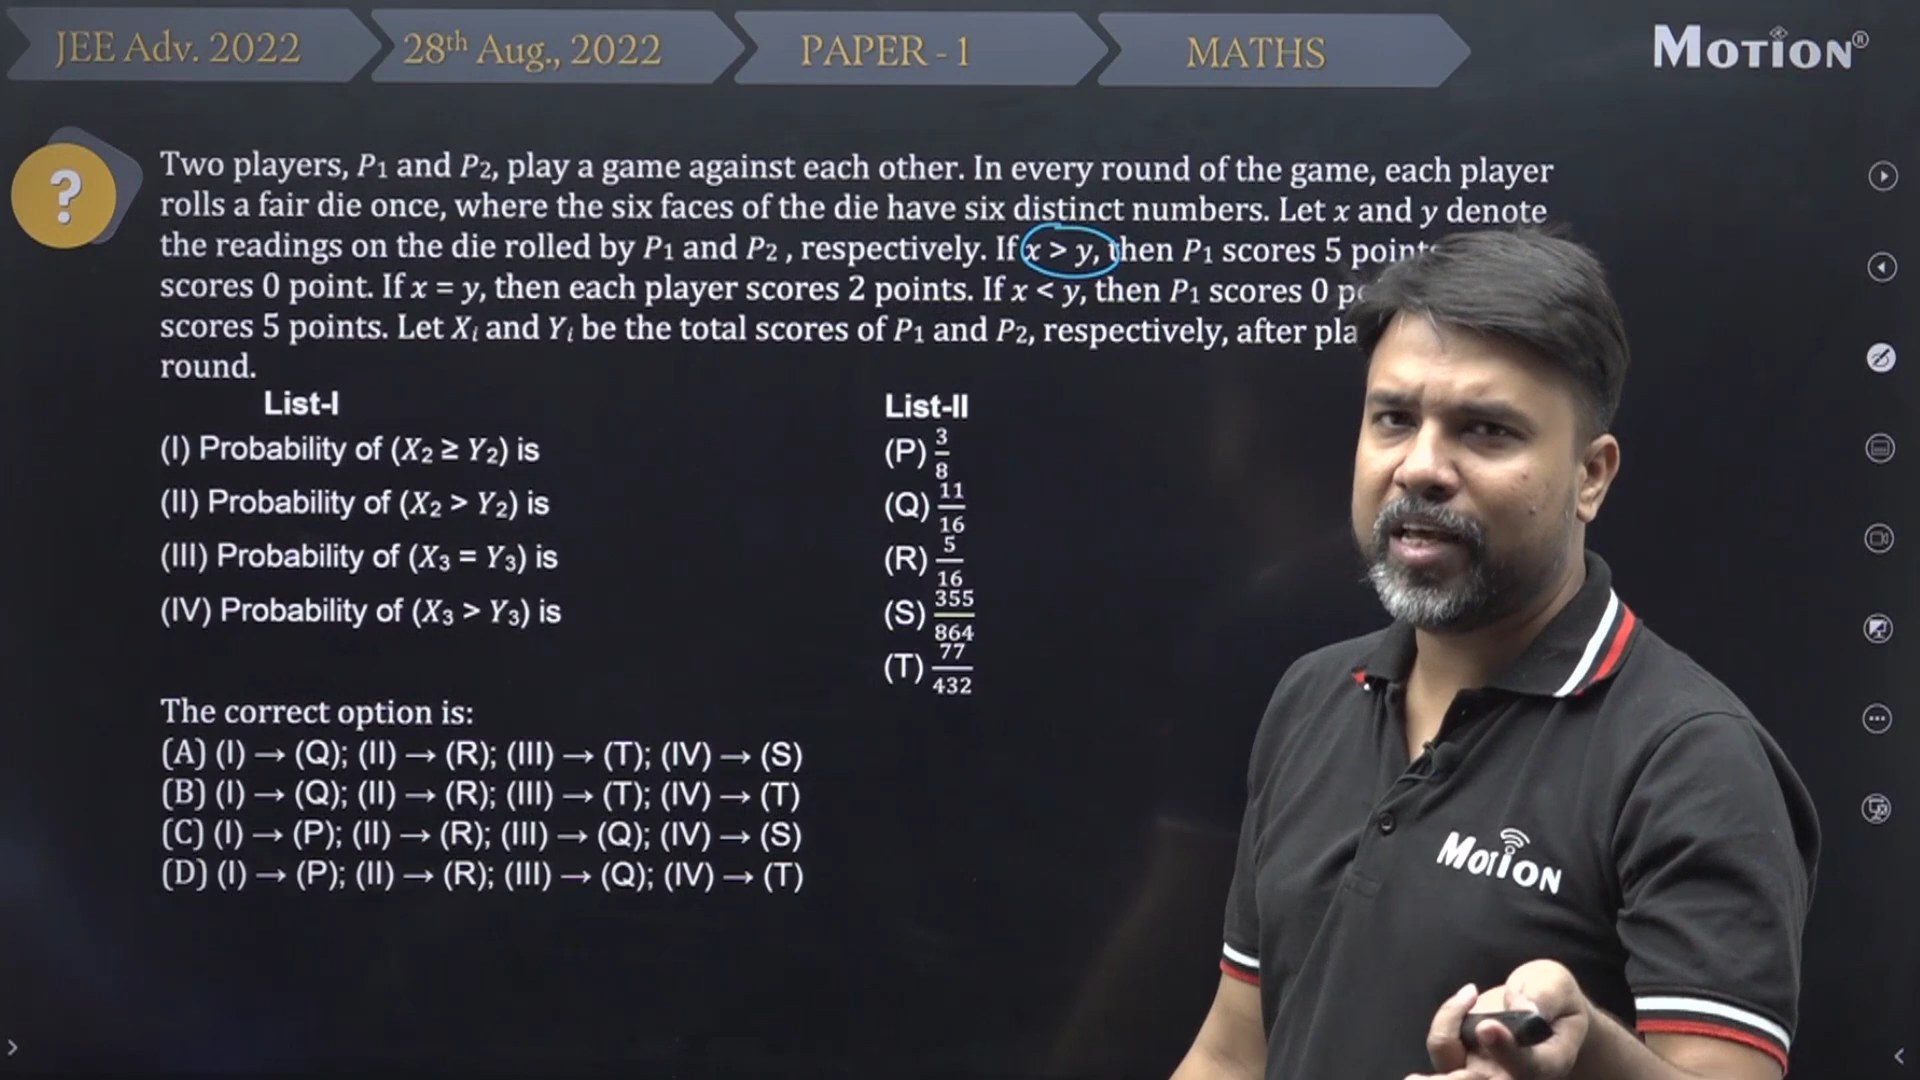 JEE Adv. 2022 28th Aug., 2022 PAPER - 1 MATHS MOTION®
?
Two players, P₁ and P₂, play a game against each other. In every round of the game, each player
rolls a fair die once, where the six faces of the die have six distinct numbers. Let x and y denote
the readings on the die rolled by P₁ and P₂ , respectively. If x > y, then P₁ scores 5 points
scores 0 point. If x = y, then each player scores 2 points. If x < y, then P₁ scores 0
scores 5 points. Let Xᵢ and Yᵢ be the total scores of P₁ and P₂, respectively, after
round.
List-I List-II
(I) Probability of (X₂ ≥ Y₂) is (P) 3/8
(II) Probability of (X₂ > Y₂) is (Q) 11/16
(III) Probability of (X₃ = Y₃) is (R) 5/16
(IV) Probability of (X₃ > Y₃) is (S) 355/864
(T) 77/432
The correct option is:
(A) (I) → (Q); (II) → (R); (III) → (T); (IV) → (S)
(B) (I) → (Q); (II) → (R); (III) → (T); (IV) → (T)
(C) (I) → (P); (II) → (R); (III) → (Q); (IV) → (S)
(D) (I) → (P); (II) → (R); (III) → (Q); (IV) → (T)
MOTION